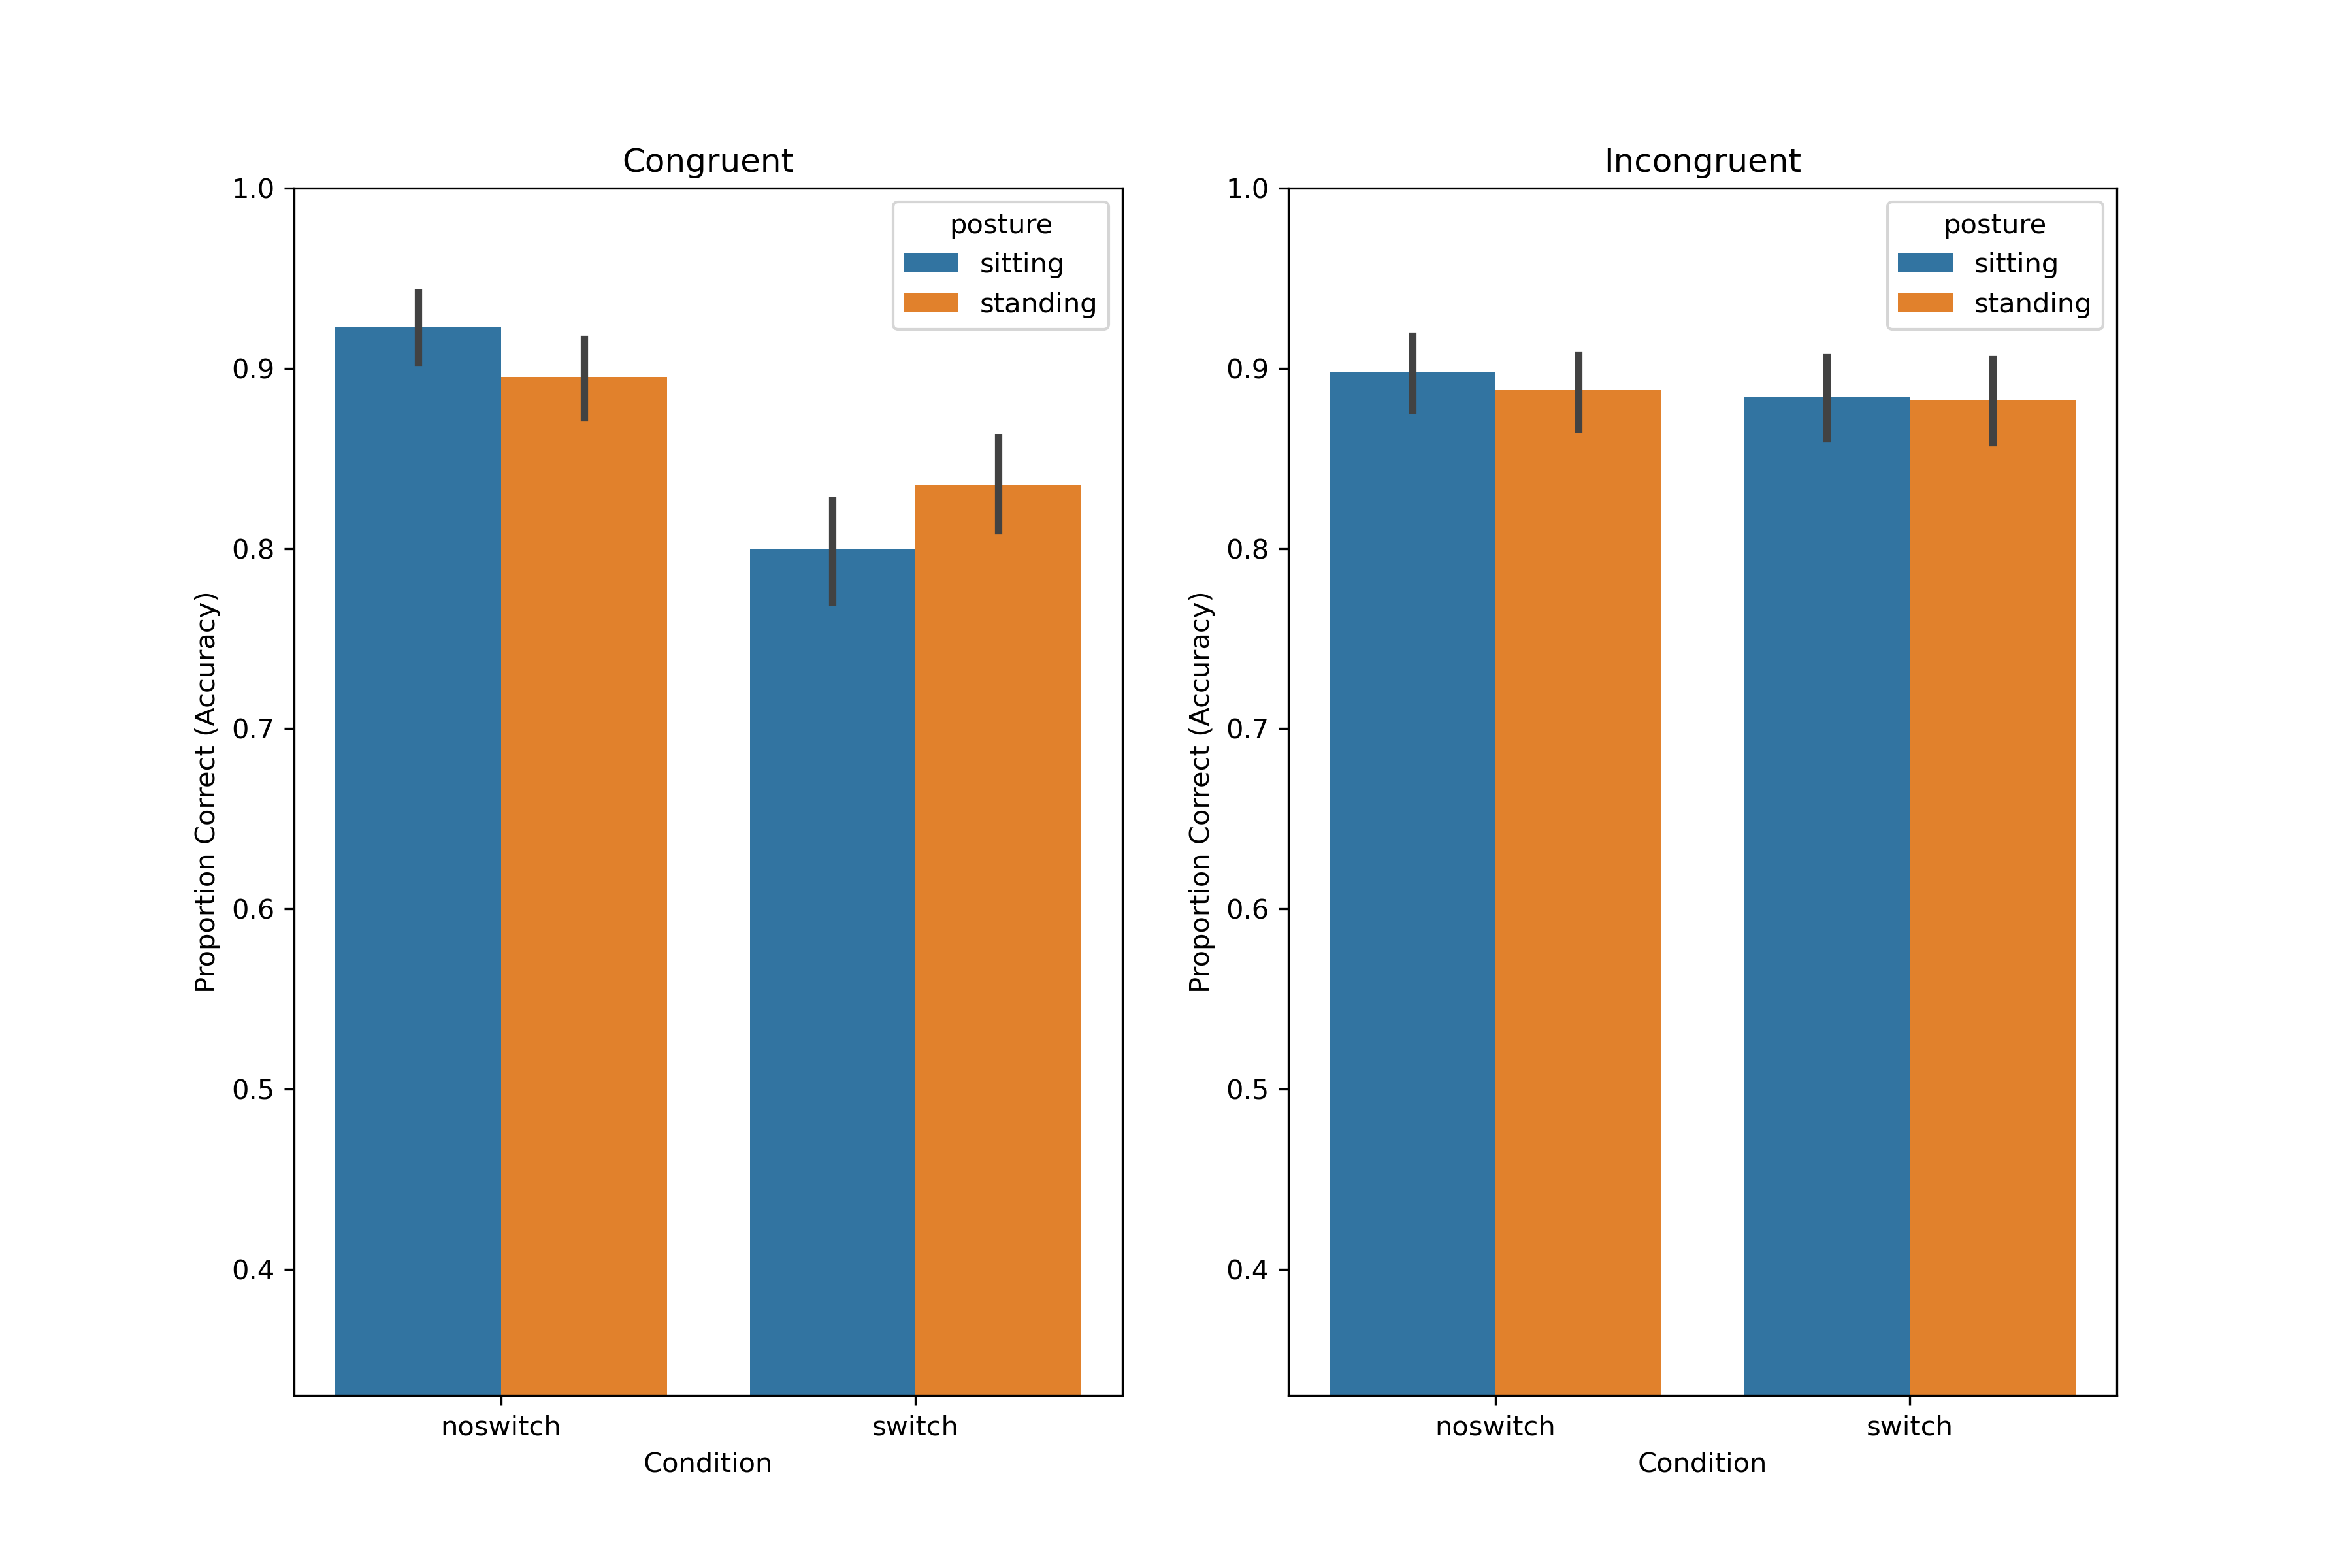 Congruent
1.0
0.9
0.8
0.7
0.6
0.5
0.4
Proportion Correct (Accuracy)
posture
sitting
standing
noswitch
switch
Condition
Incongruent
1.0
0.9
0.8
0.7
0.6
0.5
0.4
Proportion Correct (Accuracy)
posture
sitting
standing
noswitch
switch
Condition